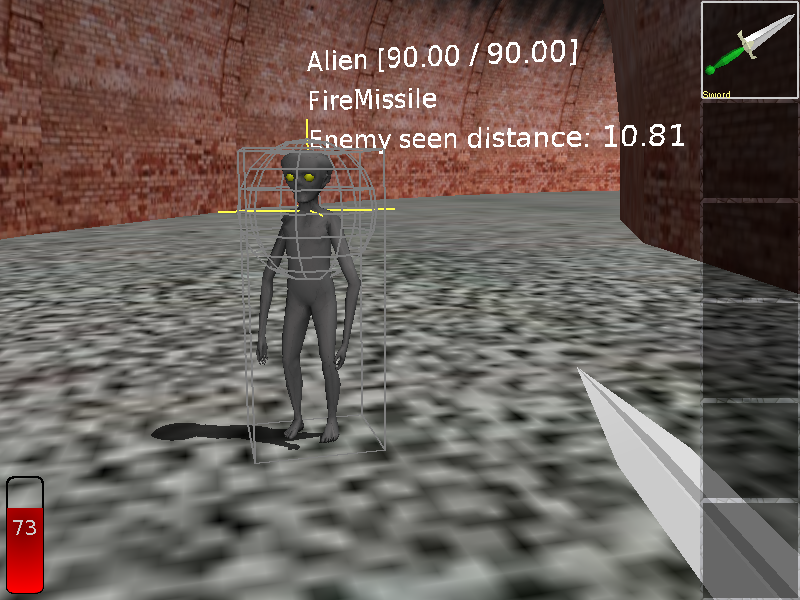 Alien [90.00 / 90.00]
FireMissile
Enemy seen distance: 10.81
Sword
73